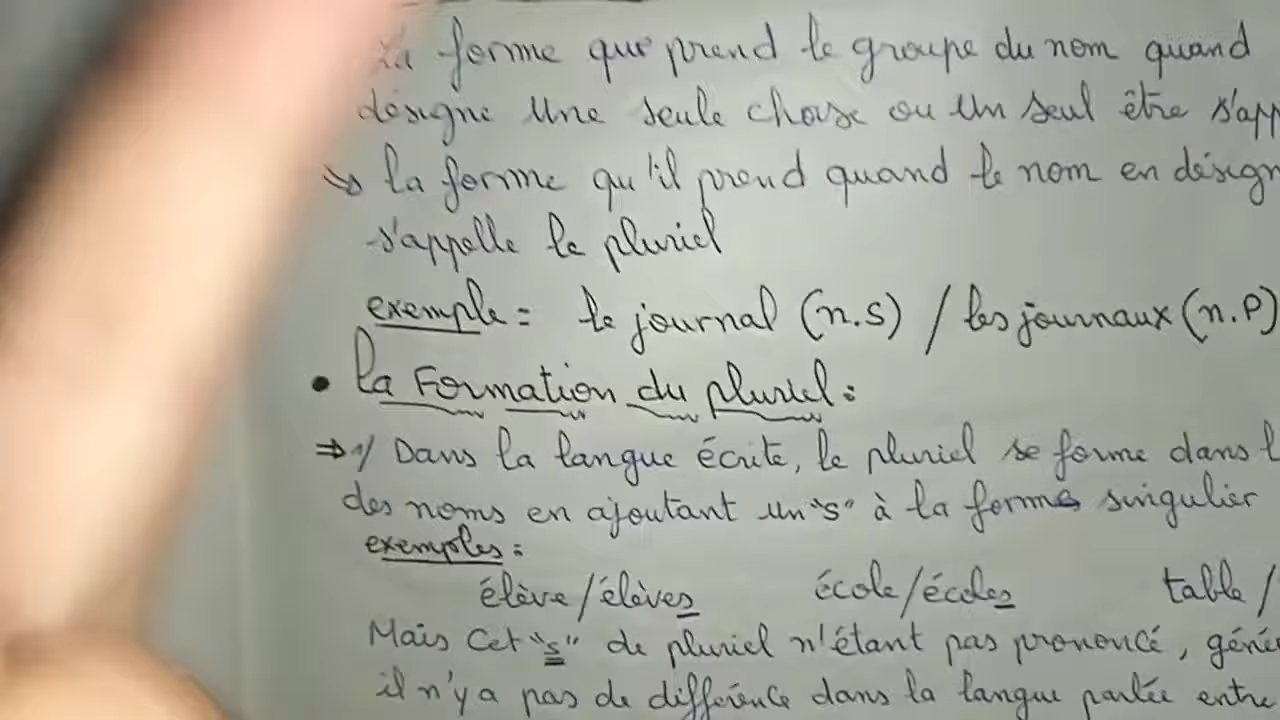 la forme que prend le groupe du nom quand
désigne une seule chose ou un seul être s'app
la forme qu'il prend quand le nom en désign
s'appelle le pluriel
exemple : le journal (n.s) / les journaux (n.P)
• la Formation du pluriel :
⇒ 1/ Dans la langue écrite, le pluriel se forme dans l
des noms en ajoutant un "s" à la forme singulier
exemples :
élève/élèves école/écoles table/
Mais cet "s" de pluriel n'étant pas prononcé, géné
il n'y a pas de différence dans la langue parlée entre